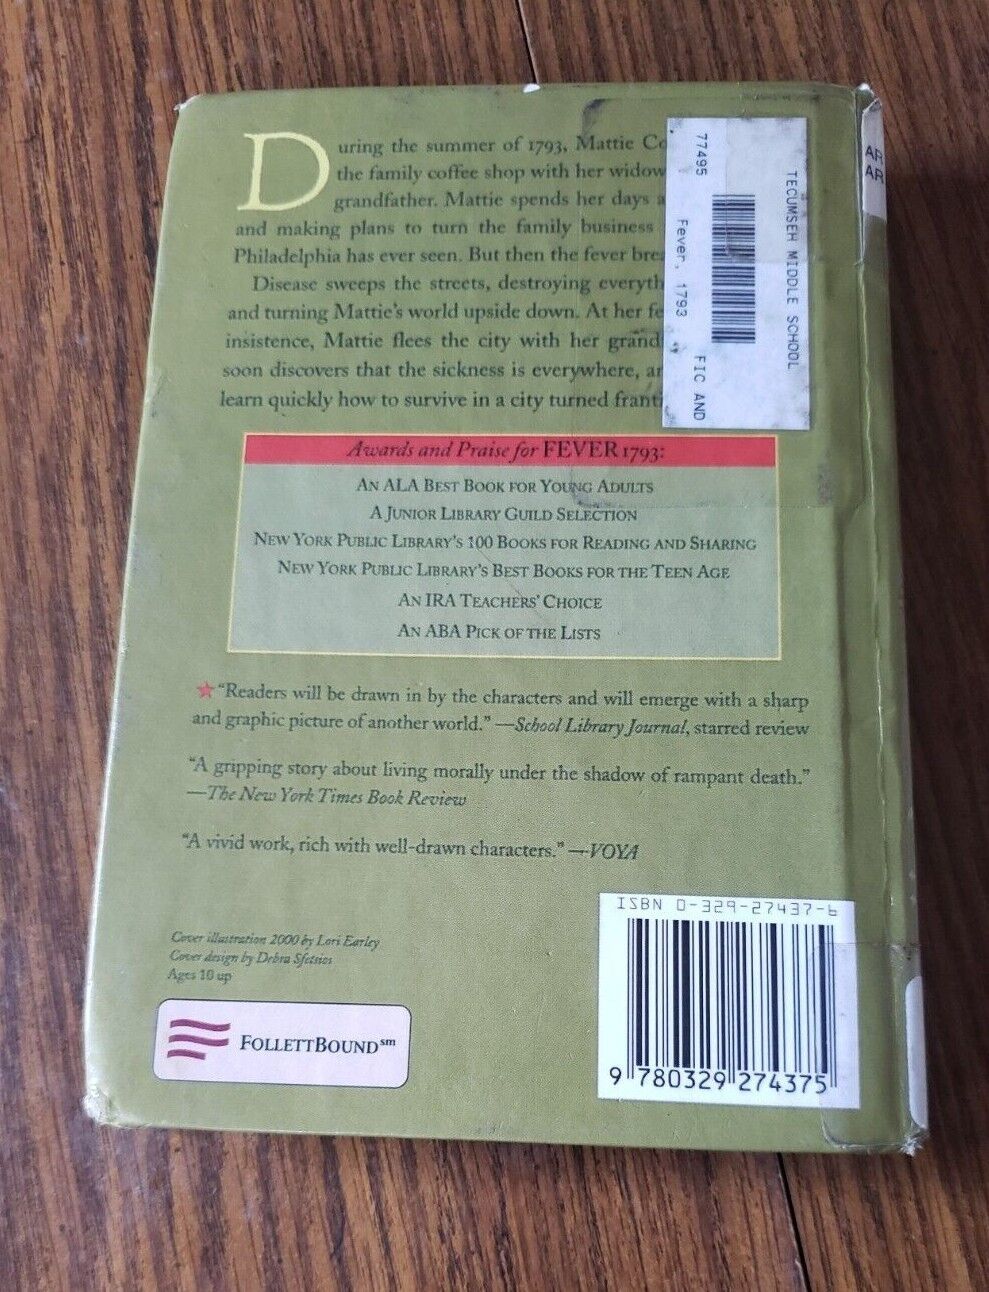 During the summer of 1793, Mattie Co
the family coffee shop with her widow
grandfather. Mattie spends her days a
and making plans to turn the family business
Philadelphia has ever seen. But then the fever brea
Disease sweeps the streets, destroying everyth
and turning Mattie's world upside down. At her fe
insistence, Mattie flees the city with her grand
soon discovers that the sickness is everywhere, an
learn quickly how to survive in a city turned franti
TECUMSEH MIDDLE SCHOOL
77495
Fever, 1793
FIC AND
AR
AR
Awards and Praise for FEVER 1793:
AN ALA BEST BOOK FOR YOUNG ADULTS
A JUNIOR LIBRARY GUILD SELECTION
NEW YORK PUBLIC LIBRARY'S 100 BOOKS FOR READING AND SHARING
NEW YORK PUBLIC LIBRARY'S BEST BOOKS FOR THE TEEN AGE
AN IRA TEACHERS' CHOICE
AN ABA PICK OF THE LISTS
★ "Readers will be drawn in by the characters and will emerge with a sharp
and graphic picture of another world." —School Library Journal, starred review
"A gripping story about living morally under the shadow of rampant death."
—The New York Times Book Review
"A vivid work, rich with well-drawn characters." —VOYA
Cover illustration 2000 by Lori Earley
Cover design by Debra Sfetsios
Ages 10 up
FOLLETTBOUND℠
ISBN 0-329-27437-6
9 780329 274375